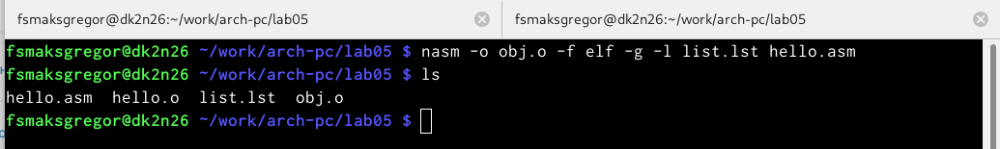 fsmaksgregor@dk2n26:~/work/arch-pc/lab05 fsmaksgregor@dk2n26:~/work/arch-pc/lab05
fsmaksgregor@dk2n26 ~/work/arch-pc/lab05 $ nasm -o obj.o -f elf -g -l list.lst hello.asm
fsmaksgregor@dk2n26 ~/work/arch-pc/lab05 $ ls
hello.asm  hello.o  list.lst  obj.o
fsmaksgregor@dk2n26 ~/work/arch-pc/lab05 $